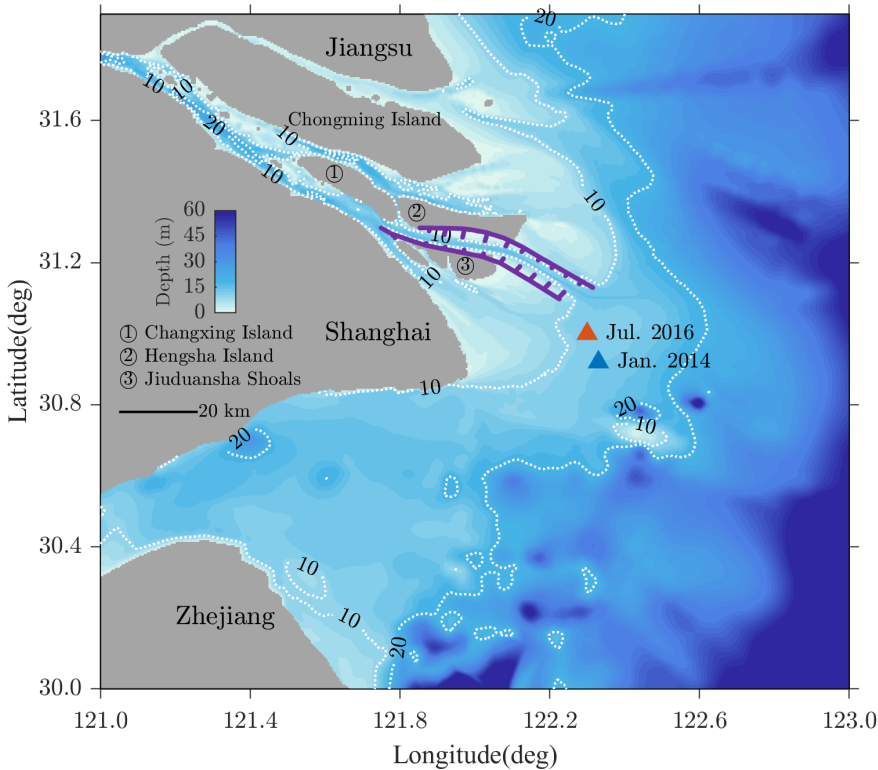 20
Jiangsu
10
10
31.6
20
Chongming Island
10
①
10
10
②
60
10
45
③
31.2
Depth (m)
30
10
15
0
① Changxing Island
Shanghai
Jul. 2016
② Hengsha Island
Jan. 2014
③ Jiuduansha Shoals
10
Latitude(deg)
20 km
30.8
20
10
20
30.4
10
Zhejiang
10
20
30.0
121.0
121.4
121.8
122.2
122.6
123.0
Longitude(deg)